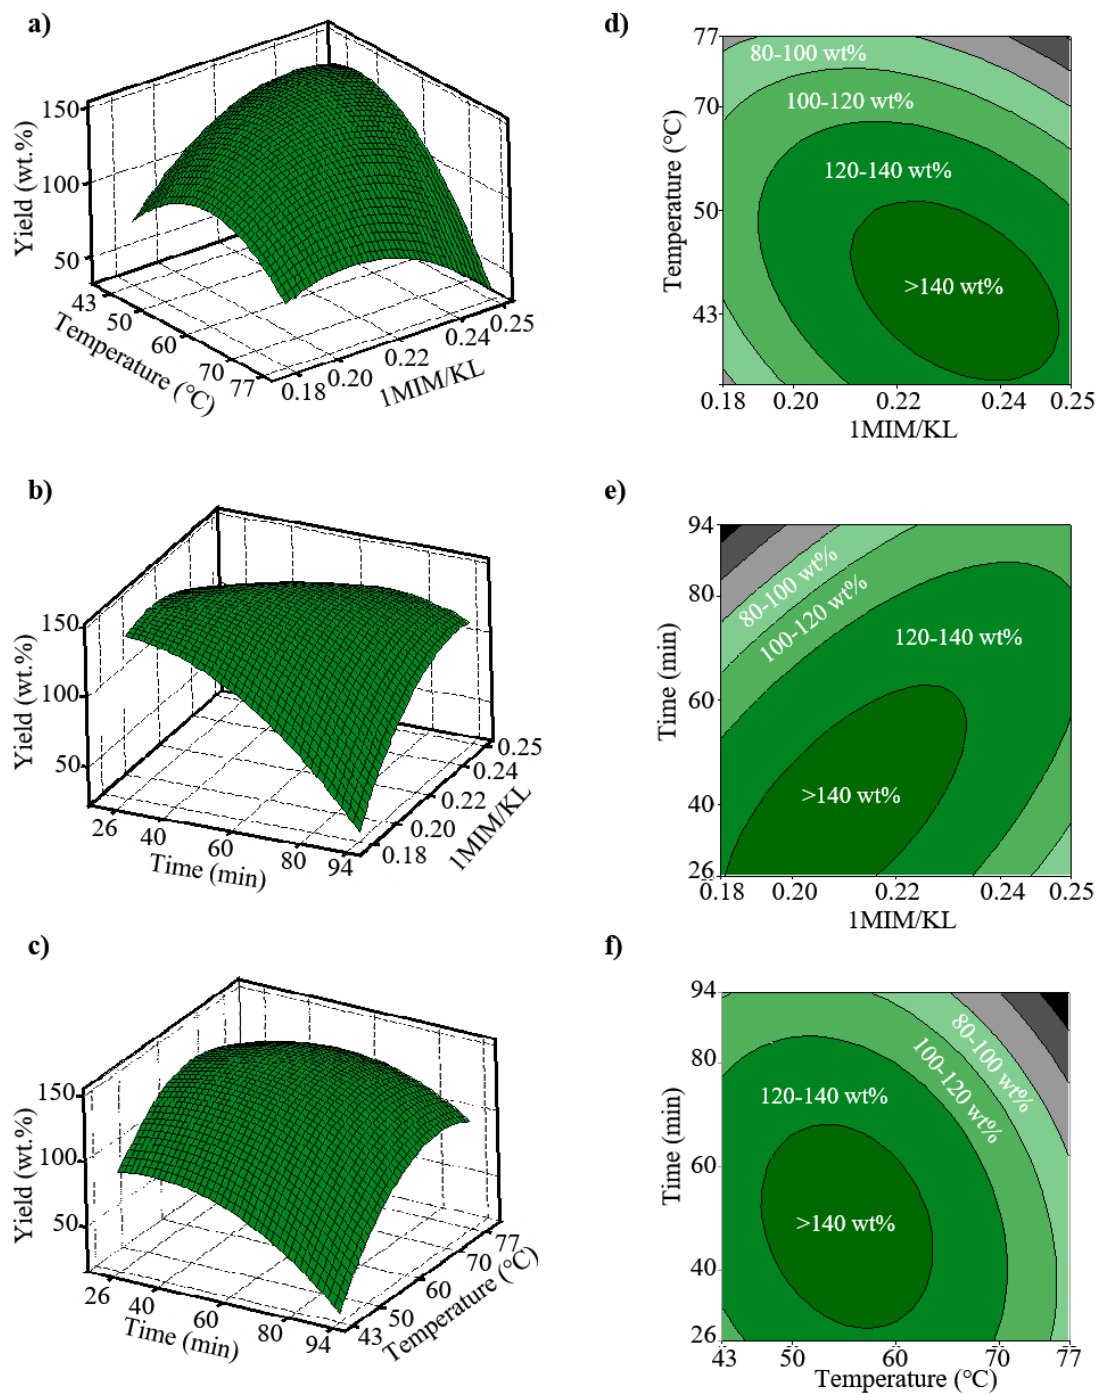 a)
150
100
50
Yield (wt.%)
43
50
60
70
77
Temperature (°C)
0.18
0.20
0.22
0.24
0.25
1MIM/KL
d)
77
70
50
43
Temperature (°C)
80-100 wt%
100-120 wt%
120-140 wt%
>140 wt%
0.18
0.20
0.22
0.24
0.25
1MIM/KL
b)
150
100
50
Yield (wt.%)
26
40
60
80
94
Time (min)
0.18
0.20
0.22
0.24
0.25
1MIM/KL
e)
94
80
60
40
26
Time (min)
80-100 wt%
100-120 wt%
120-140 wt%
>140 wt%
0.18
0.20
0.22
0.24
0.25
1MIM/KL
c)
150
100
50
Yield (wt.%)
26
40
60
80
94
Time (min)
43
50
60
70
77
Temperature (°C)
f)
94
80
60
40
26
Time (min)
80-100 wt%
100-120 wt%
120-140 wt%
>140 wt%
43
50
60
70
77
Temperature (°C)